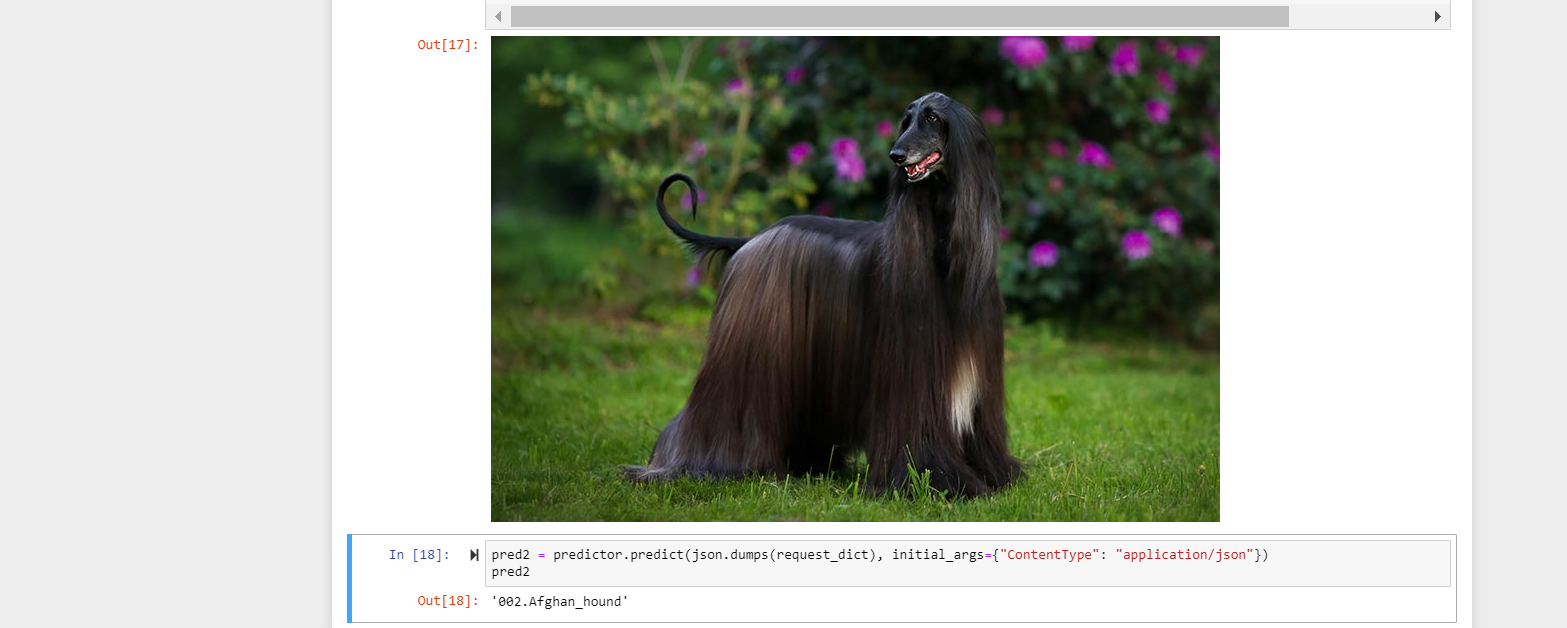 Out[17]:
In [18]:
pred2 = predictor.predict(json.dumps(request_dict), initial_args={"ContentType": "application/json"})
pred2
Out[18]: '002.Afghan_hound'